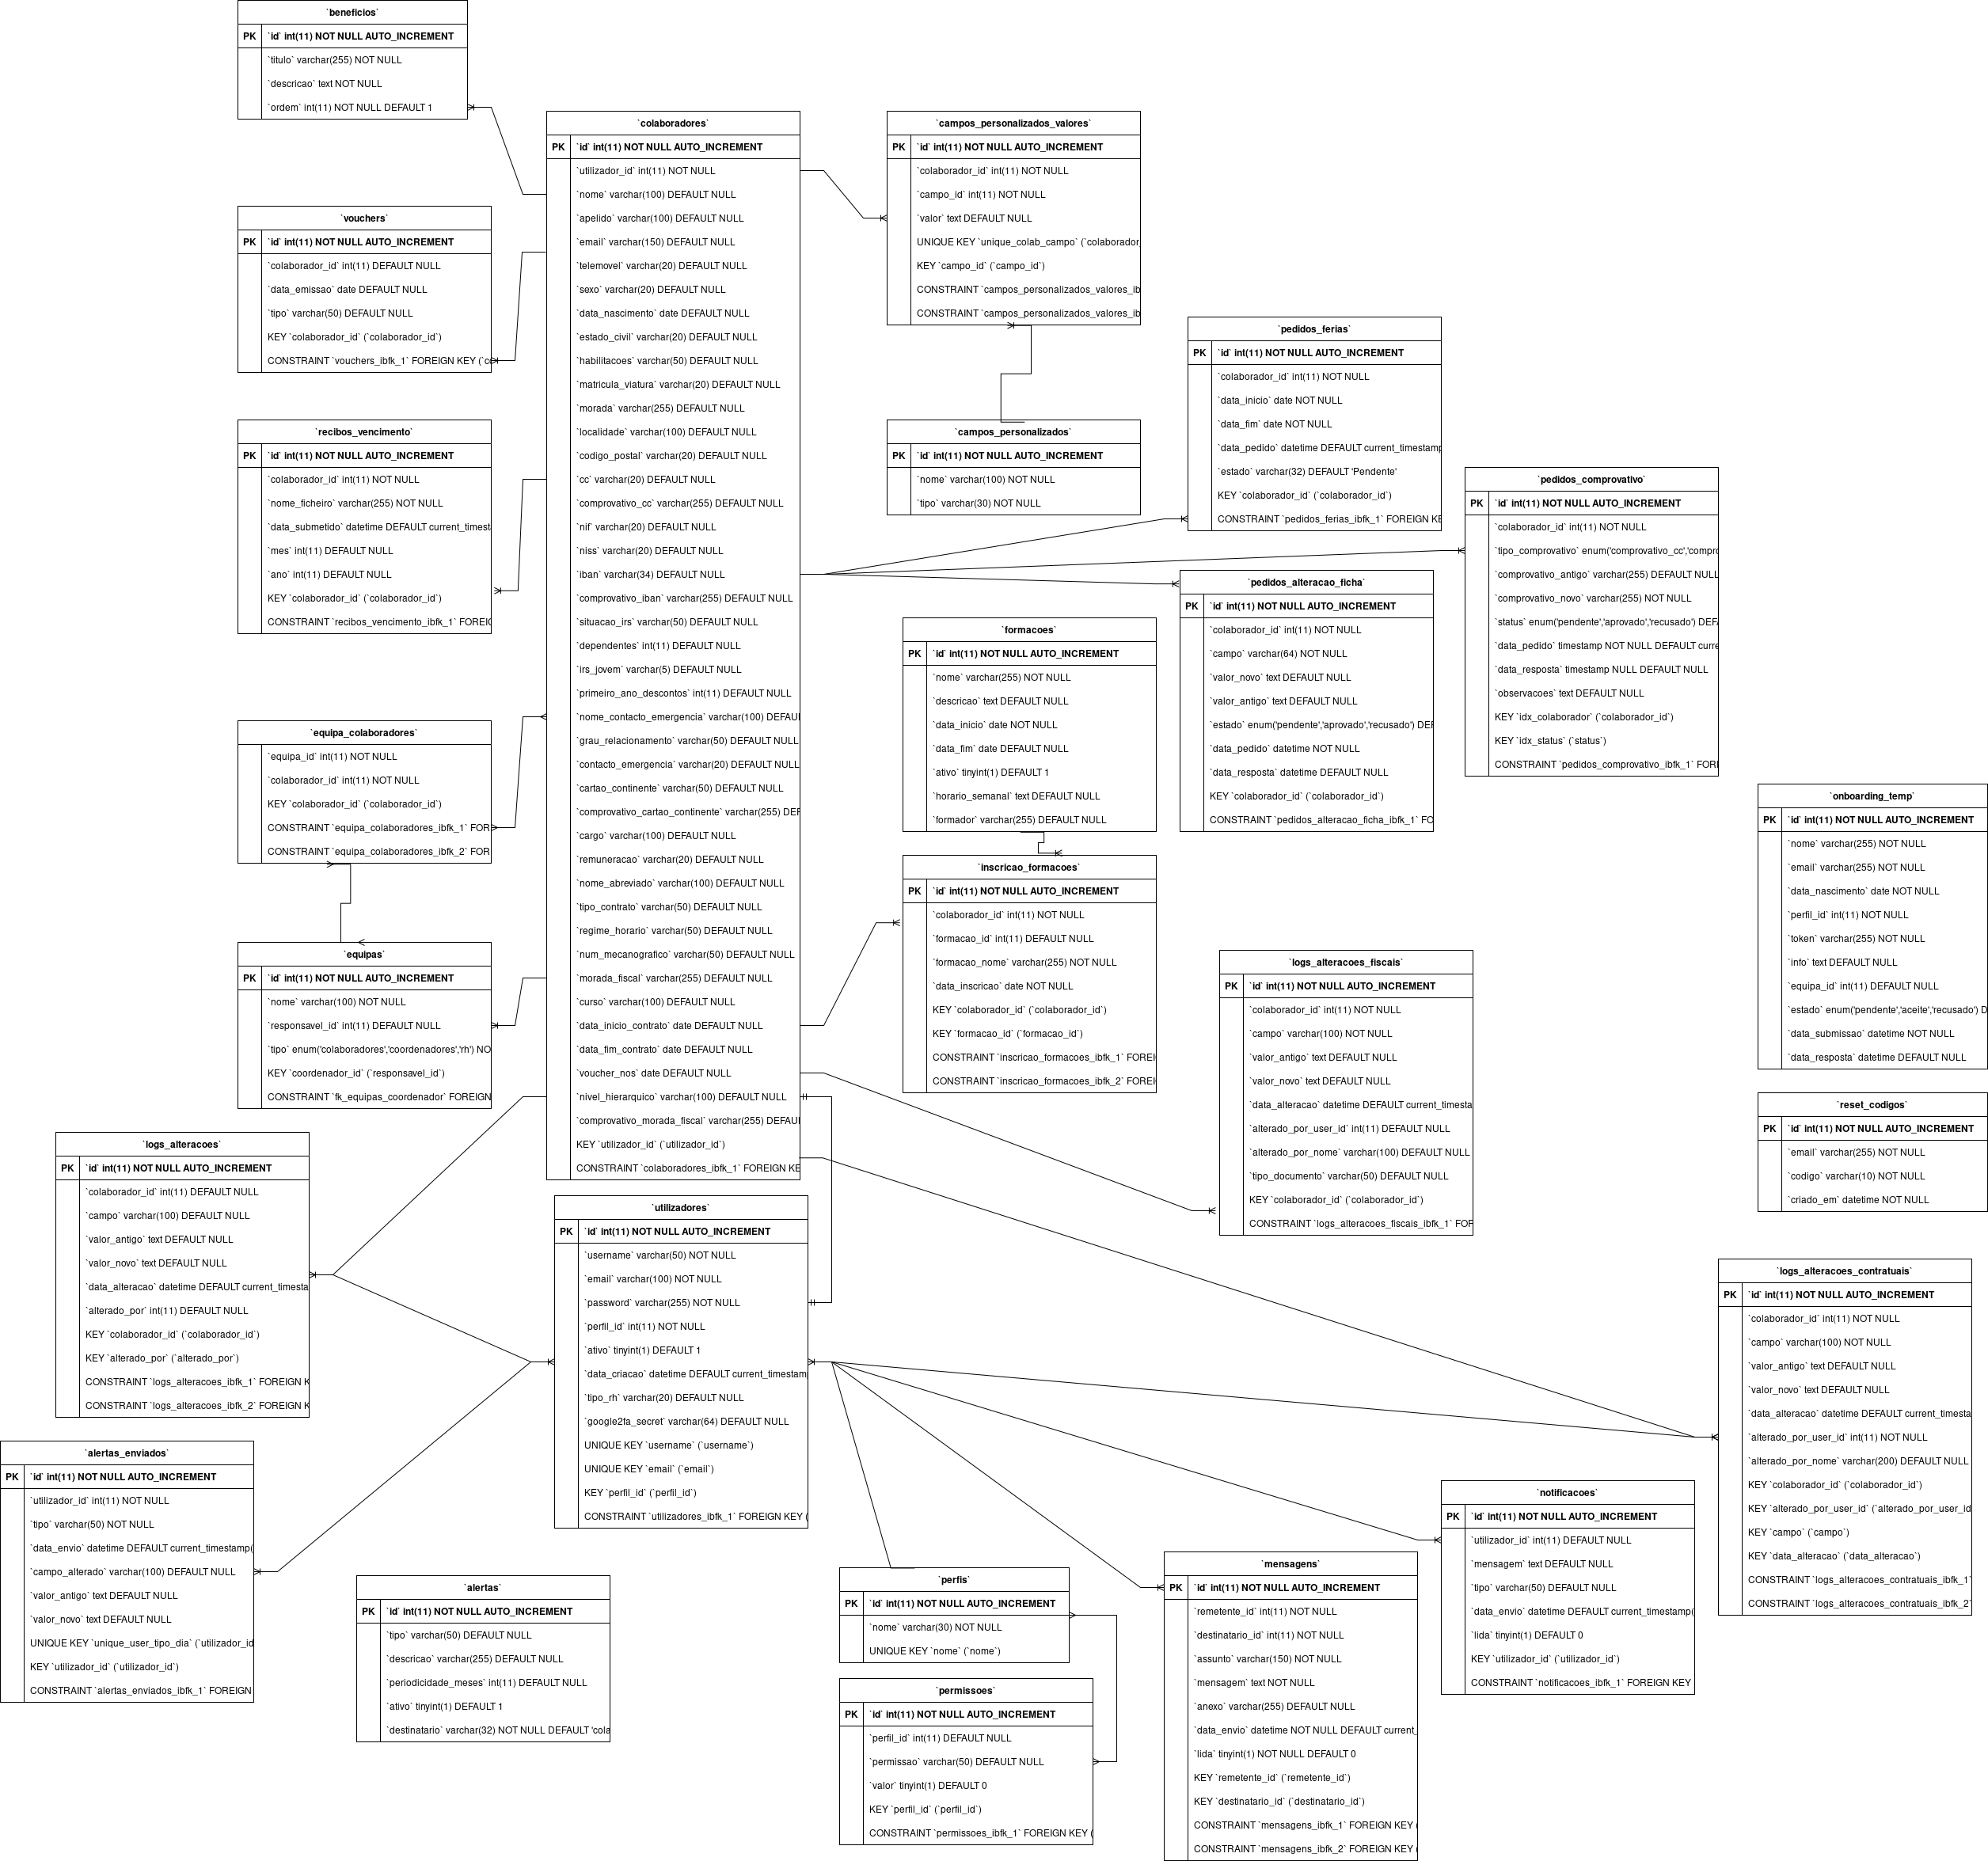 `beneficios`
PK `id` int(11) NOT NULL AUTO_INCREMENT
`titulo` varchar(255) NOT NULL
`descricao` text NOT NULL
`ordem` int(11) NOT NULL DEFAULT 1
`vouchers`
PK `id` int(11) NOT NULL AUTO_INCREMENT
`colaborador_id` int(11) DEFAULT NULL
`data_emissao` date DEFAULT NULL
`tipo` varchar(50) DEFAULT NULL
KEY `colaborador_id` (`colaborador_id`)
CONSTRAINT `vouchers_ibfk_1` FOREIGN KEY (`co
`recibos_vencimento`
PK `id` int(11) NOT NULL AUTO_INCREMENT
`colaborador_id` int(11) NOT NULL
`nome_ficheiro` varchar(255) NOT NULL
`data_submetido` datetime DEFAULT current_timest
`mes` int(11) DEFAULT NULL
`ano` int(11) DEFAULT NULL
KEY `colaborador_id` (`colaborador_id`)
CONSTRAINT `recibos_vencimento_ibfk_1` FOREIG
`equipa_colaboradores`
`equipa_id` int(11) NOT NULL
`colaborador_id` int(11) NOT NULL
KEY `colaborador_id` (`colaborador_id`)
CONSTRAINT `equipa_colaboradores_ibfk_1` FOR
CONSTRAINT `equipa_colaboradores_ibfk_2` FOR
`equipas`
PK `id` int(11) NOT NULL AUTO_INCREMENT
`nome` varchar(100) NOT NULL
`responsavel_id` int(11) DEFAULT NULL
`tipo` enum('colaboradores','coordenadores','rh') NO
KEY `coordenador_id` (`responsavel_id`)
CONSTRAINT `fk_equipas_coordenador` FOREIGN
`logs_alteracoes`
PK `id` int(11) NOT NULL AUTO_INCREMENT
`colaborador_id` int(11) DEFAULT NULL
`campo` varchar(100) DEFAULT NULL
`valor_antigo` text DEFAULT NULL
`valor_novo` text DEFAULT NULL
`data_alteracao` datetime DEFAULT current_timesta
`alterado_por` int(11) DEFAULT NULL
KEY `colaborador_id` (`colaborador_id`)
KEY `alterado_por` (`alterado_por`)
CONSTRAINT `logs_alteracoes_ibfk_1` FOREIGN K
CONSTRAINT `logs_alteracoes_ibfk_2` FOREIGN K
`alertas_enviados`
PK `id` int(11) NOT NULL AUTO_INCREMENT
`utilizador_id` int(11) NOT NULL
`tipo` varchar(50) NOT NULL
`data_envio` datetime DEFAULT current_timestamp(
`campo_alterado` varchar(100) DEFAULT NULL
`valor_antigo` text DEFAULT NULL
`valor_novo` text DEFAULT NULL
UNIQUE KEY `unique_user_tipo_dia` (`utilizador_id
KEY `utilizador_id` (`utilizador_id`)
CONSTRAINT `alertas_enviados_ibfk_1` FOREIGN
`alertas`
PK `id` int(11) NOT NULL AUTO_INCREMENT
`tipo` varchar(50) DEFAULT NULL
`descricao` varchar(255) DEFAULT NULL
`periodicidade_meses` int(11) DEFAULT NULL
`ativo` tinyint(1) DEFAULT 1
`destinatario` varchar(32) NOT NULL DEFAULT 'cola
`colaboradores`
PK `id` int(11) NOT NULL AUTO_INCREMENT
`utilizador_id` int(11) NOT NULL
`nome` varchar(100) DEFAULT NULL
`apelido` varchar(100) DEFAULT NULL
`email` varchar(150) DEFAULT NULL
`telemovel` varchar(20) DEFAULT NULL
`sexo` varchar(20) DEFAULT NULL
`data_nascimento` date DEFAULT NULL
`estado_civil` varchar(20) DEFAULT NULL
`habilitacoes` varchar(50) DEFAULT NULL
`matricula_viatura` varchar(20) DEFAULT NULL
`morada` varchar(255) DEFAULT NULL
`localidade` varchar(100) DEFAULT NULL
`codigo_postal` varchar(20) DEFAULT NULL
`cc` varchar(20) DEFAULT NULL
`comprovativo_cc` varchar(255) DEFAULT NULL
`nif` varchar(20) DEFAULT NULL
`niss` varchar(20) DEFAULT NULL
`iban` varchar(34) DEFAULT NULL
`comprovativo_iban` varchar(255) DEFAULT NULL
`situacao_irs` varchar(50) DEFAULT NULL
`dependentes` int(11) DEFAULT NULL
`irs_jovem` varchar(5) DEFAULT NULL
`primeiro_ano_descontos` int(11) DEFAULT NULL
`nome_contacto_emergencia` varchar(100) DEFAUL
`grau_relacionamento` varchar(50) DEFAULT NULL
`contacto_emergencia` varchar(20) DEFAULT NULL
`cartao_continente` varchar(50) DEFAULT NULL
`comprovativo_cartao_continente` varchar(255) DEF
`cargo` varchar(100) DEFAULT NULL
`remuneracao` varchar(20) DEFAULT NULL
`nome_abreviado` varchar(100) DEFAULT NULL
`tipo_contrato` varchar(50) DEFAULT NULL
`regime_horario` varchar(50) DEFAULT NULL
`num_mecanografico` varchar(50) DEFAULT NULL
`morada_fiscal` varchar(255) DEFAULT NULL
`curso` varchar(100) DEFAULT NULL
`data_inicio_contrato` date DEFAULT NULL
`data_fim_contrato` date DEFAULT NULL
`voucher_nos` date DEFAULT NULL
`nivel_hierarquico` varchar(100) DEFAULT NULL
`comprovativo_morada_fiscal` varchar(255) DEFAUL
KEY `utilizador_id` (`utilizador_id`)
CONSTRAINT `colaboradores_ibfk_1` FOREIGN KE
`utilizadores`
PK `id` int(11) NOT NULL AUTO_INCREMENT
`username` varchar(50) NOT NULL
`email` varchar(100) NOT NULL
`password` varchar(255) NOT NULL
`perfil_id` int(11) NOT NULL
`ativo` tinyint(1) DEFAULT 1
`data_criacao` datetime DEFAULT current_timestam
`tipo_rh` varchar(20) DEFAULT NULL
`google2fa_secret` varchar(64) DEFAULT NULL
UNIQUE KEY `username` (`username`)
UNIQUE KEY `email` (`email`)
KEY `perfil_id` (`perfil_id`)
CONSTRAINT `utilizadores_ibfk_1` FOREIGN KEY (
`campos_personalizados_valores`
PK `id` int(11) NOT NULL AUTO_INCREMENT
`colaborador_id` int(11) NOT NULL
`campo_id` int(11) NOT NULL
`valor` text DEFAULT NULL
UNIQUE KEY `unique_colab_campo` (`colaborador_
KEY `campo_id` (`campo_id`)
CONSTRAINT `campos_personalizados_valores_ib
CONSTRAINT `campos_personalizados_valores_ib
`campos_personalizados`
PK `id` int(11) NOT NULL AUTO_INCREMENT
`nome` varchar(100) NOT NULL
`tipo` varchar(30) NOT NULL
`formacoes`
PK `id` int(11) NOT NULL AUTO_INCREMENT
`nome` varchar(255) NOT NULL
`descricao` text DEFAULT NULL
`data_inicio` date NOT NULL
`data_fim` date DEFAULT NULL
`ativo` tinyint(1) DEFAULT 1
`horario_semanal` text DEFAULT NULL
`formador` varchar(255) DEFAULT NULL
`inscricao_formacoes`
PK `id` int(11) NOT NULL AUTO_INCREMENT
`colaborador_id` int(11) NOT NULL
`formacao_id` int(11) DEFAULT NULL
`formacao_nome` varchar(255) NOT NULL
`data_inscricao` date NOT NULL
KEY `colaborador_id` (`colaborador_id`)
KEY `formacao_id` (`formacao_id`)
CONSTRAINT `inscricao_formacoes_ibfk_1` FOREI
CONSTRAINT `inscricao_formacoes_ibfk_2` FOREI
`pedidos_ferias`
PK `id` int(11) NOT NULL AUTO_INCREMENT
`colaborador_id` int(11) NOT NULL
`data_inicio` date NOT NULL
`data_fim` date NOT NULL
`data_pedido` datetime DEFAULT current_timestamp
`estado` varchar(32) DEFAULT 'Pendente'
KEY `colaborador_id` (`colaborador_id`)
CONSTRAINT `pedidos_ferias_ibfk_1` FOREIGN KE
`pedidos_alteracao_ficha`
PK `id` int(11) NOT NULL AUTO_INCREMENT
`colaborador_id` int(11) NOT NULL
`campo` varchar(64) NOT NULL
`valor_novo` text DEFAULT NULL
`valor_antigo` text DEFAULT NULL
`estado` enum('pendente','aprovado','recusado') DEF
`data_pedido` datetime NOT NULL
`data_resposta` datetime DEFAULT NULL
KEY `colaborador_id` (`colaborador_id`)
CONSTRAINT `pedidos_alteracao_ficha_ibfk_1` FO
`pedidos_comprovativo`
PK `id` int(11) NOT NULL AUTO_INCREMENT
`colaborador_id` int(11) NOT NULL
`tipo_comprovativo` enum('comprovativo_cc','compro
`comprovativo_antigo` varchar(255) DEFAULT NULL
`comprovativo_novo` varchar(255) NOT NULL
`status` enum('pendente','aprovado','recusado') DEFA
`data_pedido` timestamp NOT NULL DEFAULT curre
`data_resposta` timestamp NULL DEFAULT NULL
`observacoes` text DEFAULT NULL
KEY `idx_colaborador` (`colaborador_id`)
KEY `idx_status` (`status`)
CONSTRAINT `pedidos_comprovativo_ibfk_1` FORE
`logs_alteracoes_fiscais`
PK `id` int(11) NOT NULL AUTO_INCREMENT
`colaborador_id` int(11) NOT NULL
`campo` varchar(100) NOT NULL
`valor_antigo` text DEFAULT NULL
`valor_novo` text DEFAULT NULL
`data_alteracao` datetime DEFAULT current_timesta
`alterado_por_user_id` int(11) DEFAULT NULL
`alterado_por_nome` varchar(100) DEFAULT NULL
`tipo_documento` varchar(50) DEFAULT NULL
KEY `colaborador_id` (`colaborador_id`)
CONSTRAINT `logs_alteracoes_fiscais_ibfk_1` FOR
`onboarding_temp`
PK `id` int(11) NOT NULL AUTO_INCREMENT
`nome` varchar(255) NOT NULL
`email` varchar(255) NOT NULL
`data_nascimento` date NOT NULL
`perfil_id` int(11) NOT NULL
`token` varchar(255) NOT NULL
`info` text DEFAULT NULL
`equipa_id` int(11) DEFAULT NULL
`estado` enum('pendente','aceite','recusado') D
`data_submissao` datetime NOT NULL
`data_resposta` datetime DEFAULT NULL
`reset_codigos`
PK `id` int(11) NOT NULL AUTO_INCREMENT
`email` varchar(255) NOT NULL
`codigo` varchar(10) NOT NULL
`criado_em` datetime NOT NULL
`logs_alteracoes_contratuais`
PK `id` int(11) NOT NULL AUTO_INCREMENT
`colaborador_id` int(11) NOT NULL
`campo` varchar(100) NOT NULL
`valor_antigo` text DEFAULT NULL
`valor_novo` text DEFAULT NULL
`data_alteracao` datetime DEFAULT current_timesta
`alterado_por_user_id` int(11) NOT NULL
`alterado_por_nome` varchar(200) DEFAULT NULL
KEY `colaborador_id` (`colaborador_id`)
KEY `alterado_por_user_id` (`alterado_por_user_id
KEY `campo` (`campo`)
KEY `data_alteracao` (`data_alteracao`)
CONSTRAINT `logs_alteracoes_contratuais_ibfk_1`
CONSTRAINT `logs_alteracoes_contratuais_ibfk_2`
`perfis`
PK `id` int(11) NOT NULL AUTO_INCREMENT
`nome` varchar(30) NOT NULL
UNIQUE KEY `nome` (`nome`)
`permissoes`
PK `id` int(11) NOT NULL AUTO_INCREMENT
`perfil_id` int(11) DEFAULT NULL
`permissao` varchar(50) DEFAULT NULL
`valor` tinyint(1) DEFAULT 0
KEY `perfil_id` (`perfil_id`)
CONSTRAINT `permissoes_ibfk_1` FOREIGN KEY (
`mensagens`
PK `id` int(11) NOT NULL AUTO_INCREMENT
`remetente_id` int(11) NOT NULL
`destinatario_id` int(11) NOT NULL
`assunto` varchar(150) NOT NULL
`mensagem` text NOT NULL
`anexo` varchar(255) DEFAULT NULL
`data_envio` datetime NOT NULL DEFAULT current_
`lida` tinyint(1) NOT NULL DEFAULT 0
KEY `remetente_id` (`remetente_id`)
KEY `destinatario_id` (`destinatario_id`)
CONSTRAINT `mensagens_ibfk_1` FOREIGN KEY (
CONSTRAINT `mensagens_ibfk_2` FOREIGN KEY (
`notificacoes`
PK `id` int(11) NOT NULL AUTO_INCREMENT
`utilizador_id` int(11) DEFAULT NULL
`mensagem` text DEFAULT NULL
`tipo` varchar(50) DEFAULT NULL
`data_envio` datetime DEFAULT current_timestamp(
`lida` tinyint(1) DEFAULT 0
KEY `utilizador_id` (`utilizador_id`)
CONSTRAINT `notificacoes_ibfk_1` FOREIGN KEY